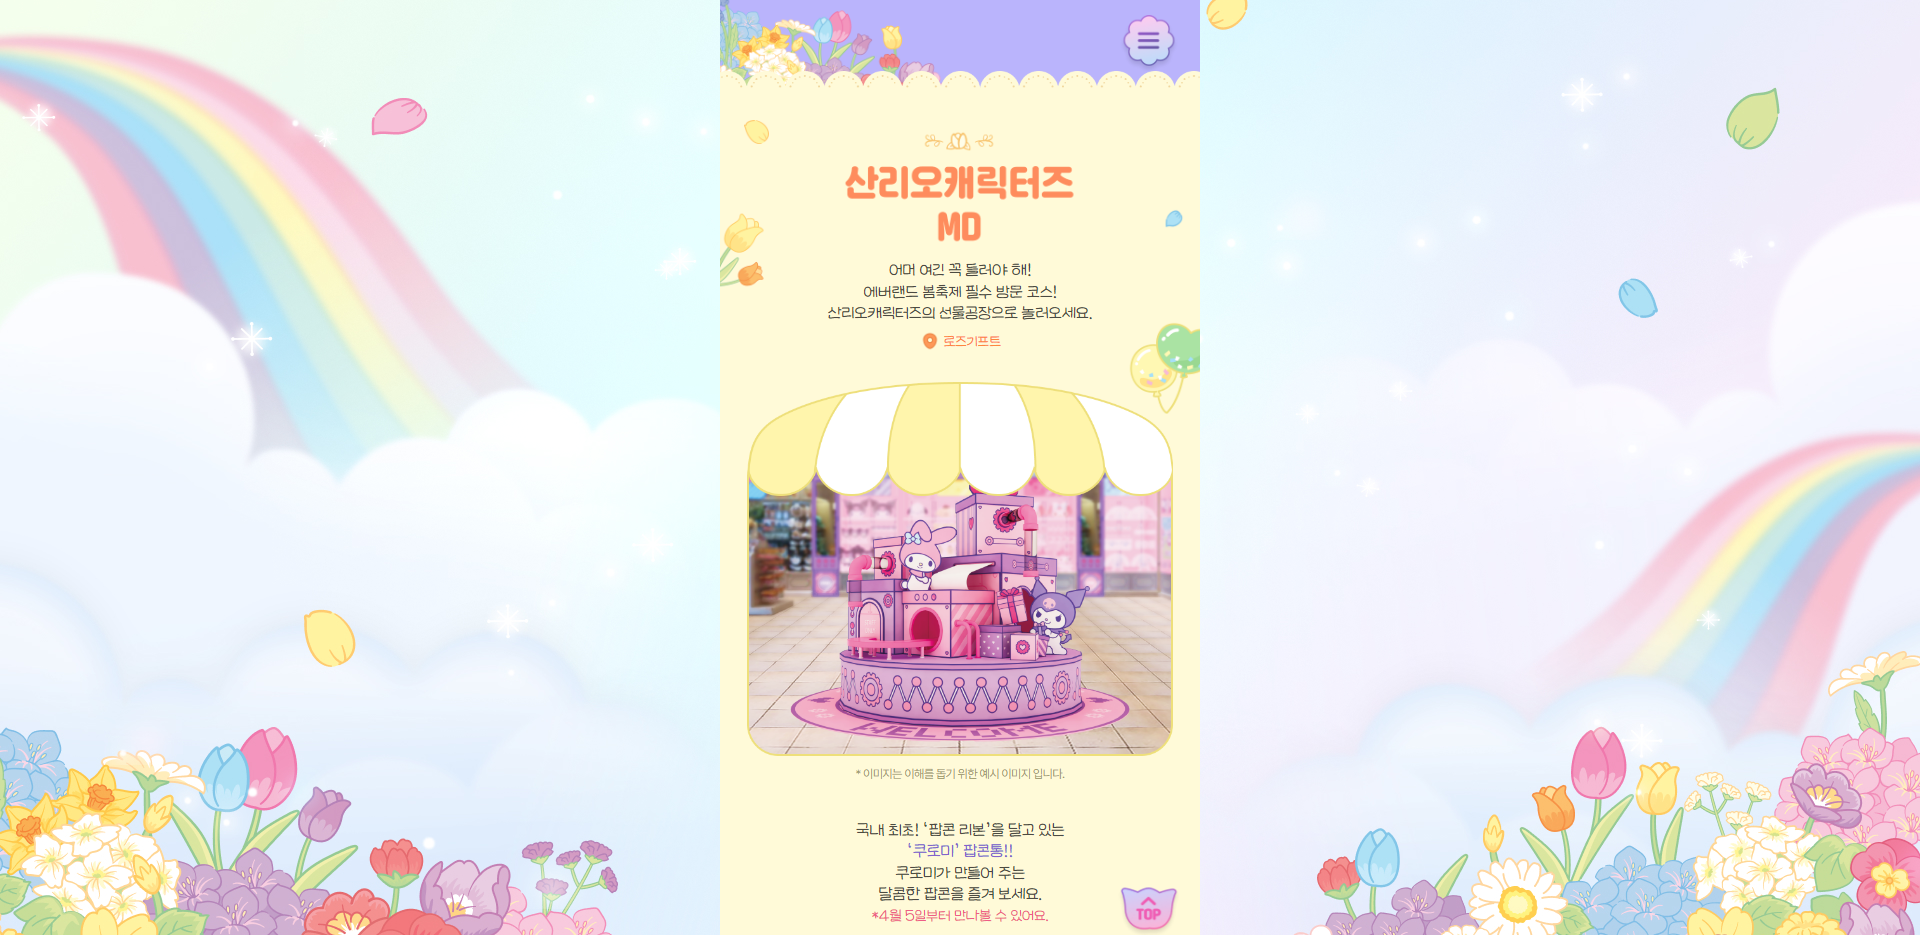 산리오캐릭터즈
MD
어머 여긴 꼭 들러야 해!
에버랜드 봄축제 필수 방문 코스!
산리오캐릭터즈의 선물공장으로 놀러오세요.
로즈기프트
WELCOME
* 이미지는 이해를 돕기 위한 예시 이미지 입니다.
국내 최초! ‘팝콘 리본’을 달고 있는
‘쿠로미’ 팝콘통!!
쿠로미가 만들어 주는
달콤한 팝콘을 즐겨 보세요.
*4월 5일부터 만나볼 수 있어요.
TOP